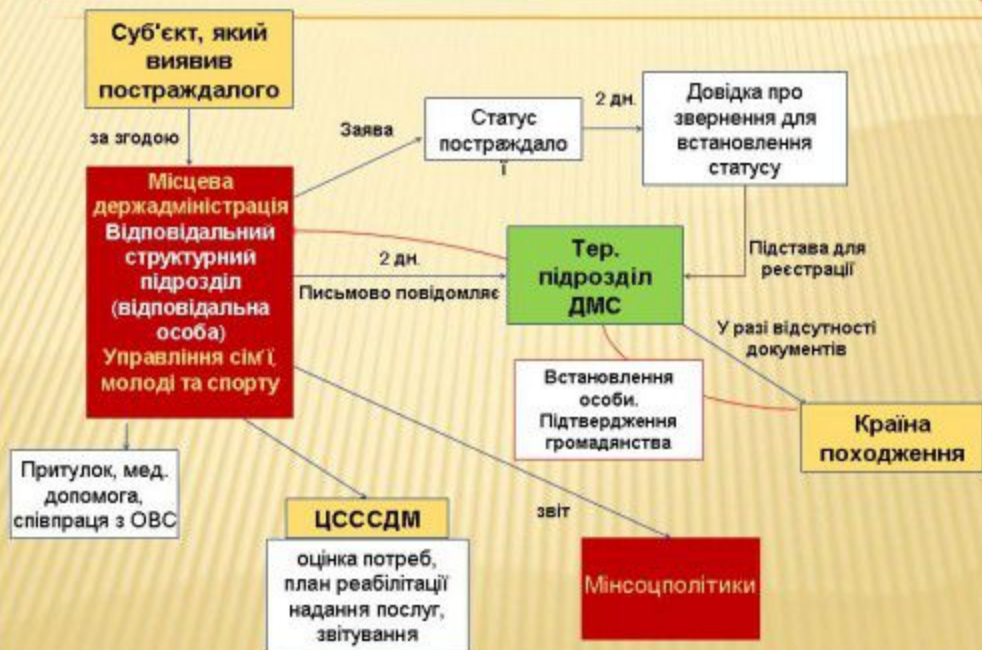 Суб'єкт, який
виявив
постраждалого
за згодою
Заява
Статус
постраждало
ї
2 дн.
Довідка про
звернення для
встановлення
статусу
Місцева
держадміністрація
Відповідальний
структурний
підрозділ
(відповідальна
особа)
Управління сім'ї,
молоді та спорту
2 дн.
Письмово повідомляє
Тер.
підрозділ
ДМС
Підстава для
реєстрації
У разі відсутності
документів
Встановлення
особи.
Підтвердження
громадянства
Країна
походження
Притулок, мед.
допомога,
співпраця з ОВС
ЦСССДМ
оцінка потреб,
план реабілітації
надання послуг,
звітування
звіт
Мінсоцполітики